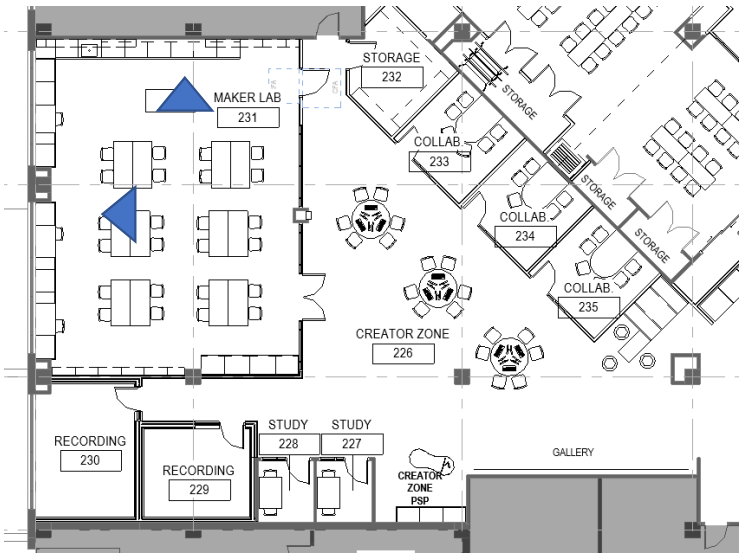 STORAGE
232
MAKER LAB
231
STORAGE
COLLAB.
233
STORAGE
COLLAB.
234
STORAGE
COLLAB.
235
CREATOR ZONE
226
STUDY
228
STUDY
227
RECORDING
230
RECORDING
229
GALLERY
CREATOR
ZONE
PSP